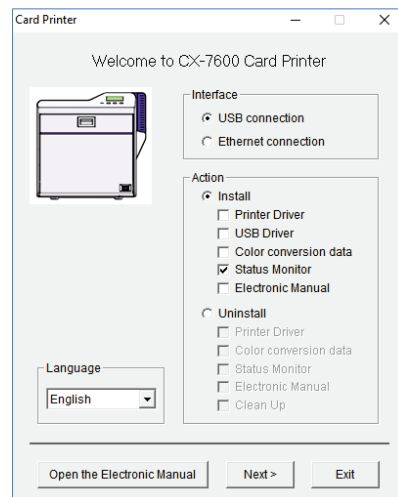 Card Printer
Welcome to CX-7600 Card Printer
Interface
USB connection
Ethernet connection
Action
Install
Printer Driver
USB Driver
Color conversion data
Status Monitor
Electronic Manual
Uninstall
Printer Driver
Color conversion data
Status Monitor
Electronic Manual
Clean Up
Language
English
Open the Electronic Manual
Next >
Exit